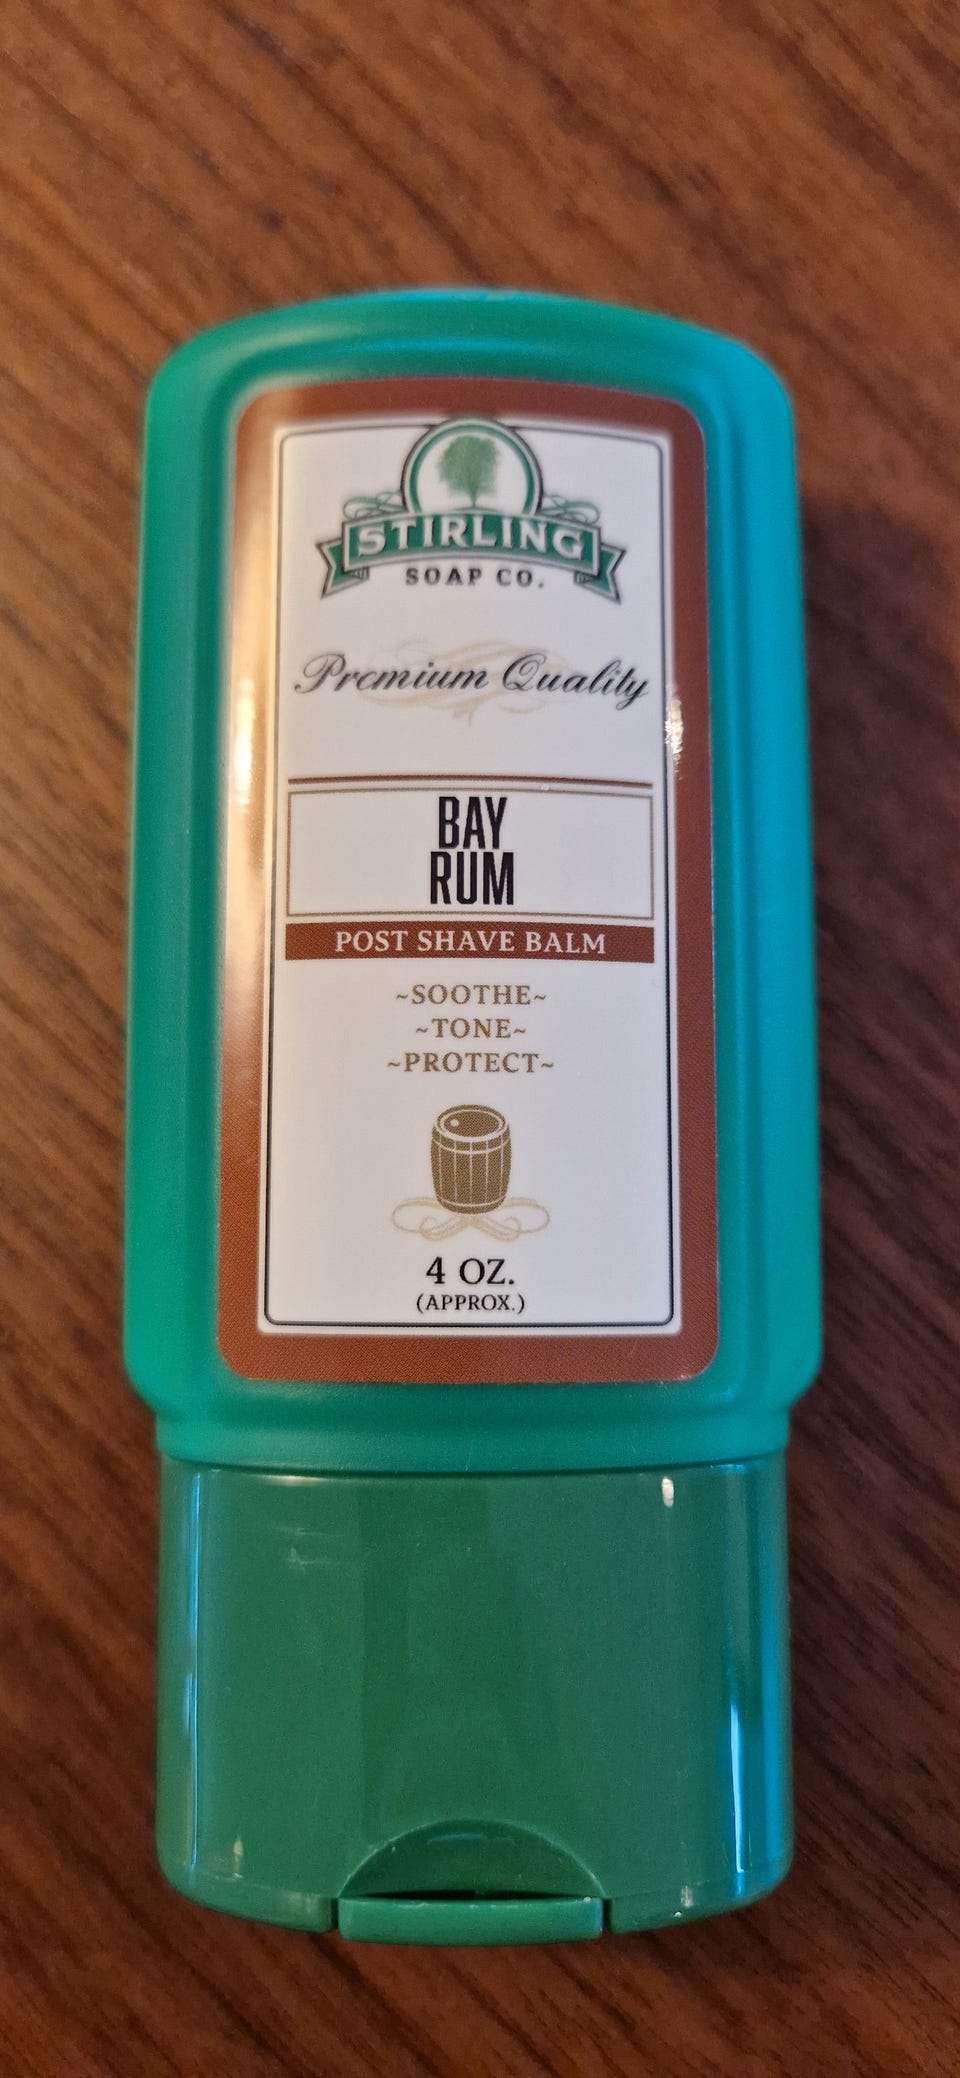 STIRLING
SOAP CO.
Premium Quality
BAY
RUM
POST SHAVE BALM
~SOOTHE~
~TONE~
~PROTECT~
4 OZ.
(APPROX.)